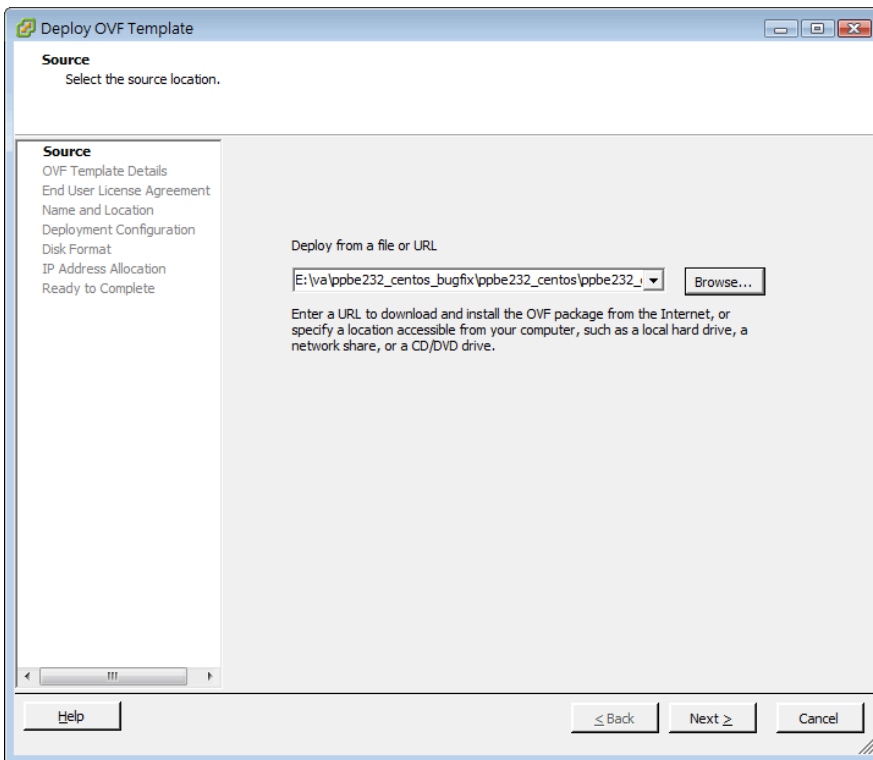 Deploy OVF Template
Source
Select the source location.
Source
OVF Template Details
End User License Agreement
Name and Location
Deployment Configuration
Disk Format
IP Address Allocation
Ready to Complete
Deploy from a file or URL
E:\va\ppbe232_centos_bugfix\ppbe232_centos\ppbe232_
Browse...
Enter a URL to download and install the OVF package from the Internet, or
specify a location accessible from your computer, such as a local hard drive, a
network share, or a CD/DVD drive.
Help
< Back
Next >
Cancel